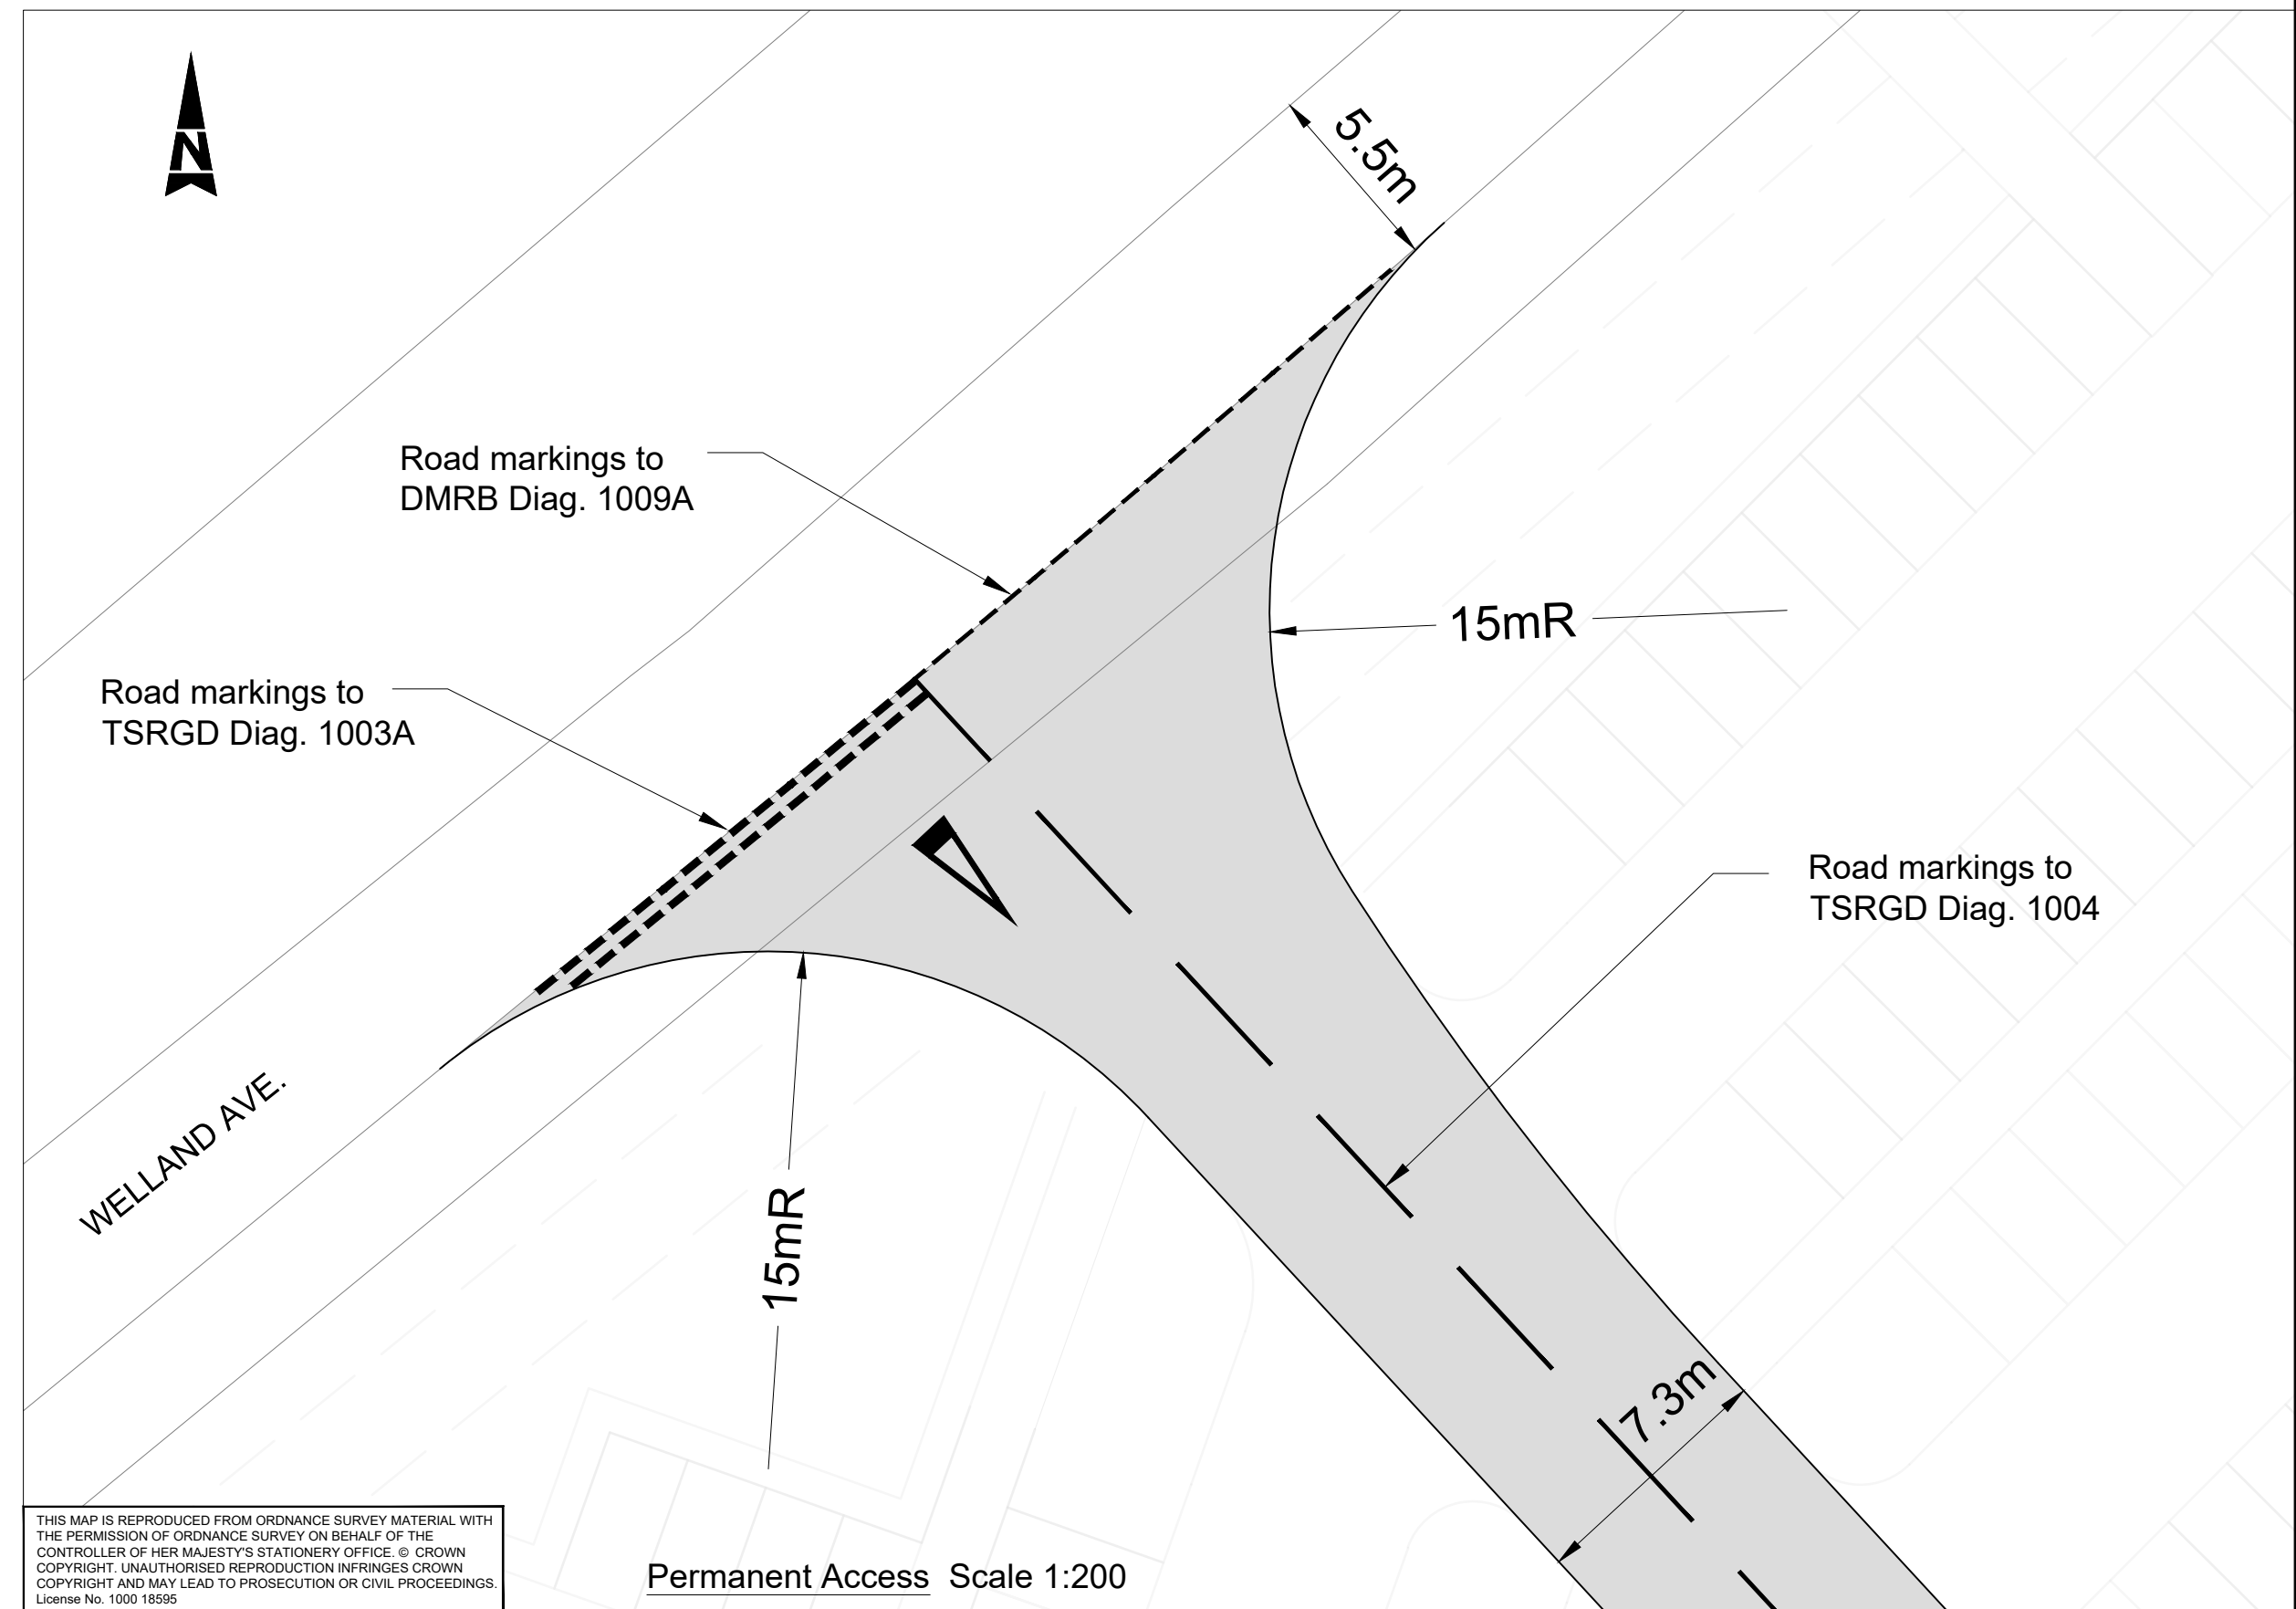 N
5.5m
Road markings to
DMRB Diag. 1009A
15mR
Road markings to
TSRGD Diag. 1003A
Road markings to
TSRGD Diag. 1004
WELLAND AVE.
15mR
7.3m
THIS MAP IS REPRODUCED FROM ORDNANCE SURVEY MATERIAL WITH
THE PERMISSION OF ORDNANCE SURVEY ON BEHALF OF THE
CONTROLLER OF HER MAJESTY'S STATIONERY OFFICE. © CROWN
COPYRIGHT. UNAUTHORISED REPRODUCTION INFRINGES CROWN
COPYRIGHT AND MAY LEAD TO PROSECUTION OR CIVIL PROCEEDINGS.
License No. 1000 18595
Permanent Access Scale 1:200